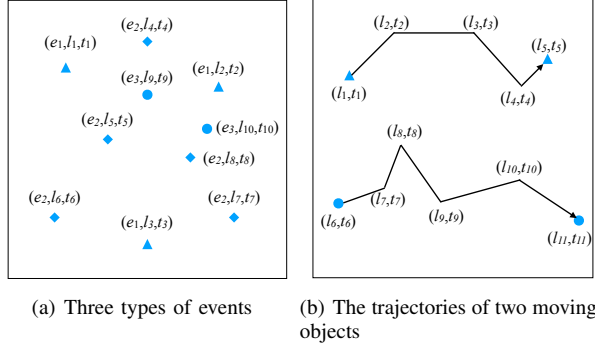 (e2,l4,t4)
(e1,l1,t1)
(e3,l9,t9)
(e1,l2,t2)
(e2,l5,t5)
(e3,l10,t10)
(e2,l8,t8)
(e2,l6,t6)
(e2,l7,t7)
(e1,l3,t3)
(a) Three types of events
(l2,t2)
(l3,t3)
(l5,t5)
(l1,t1)
(l4,t4)
(l8,t8)
(l10,t10)
(l7,t7)
(l6,t6)
(l9,t9)
(l11,t11)
(b) The trajectories of two moving
objects